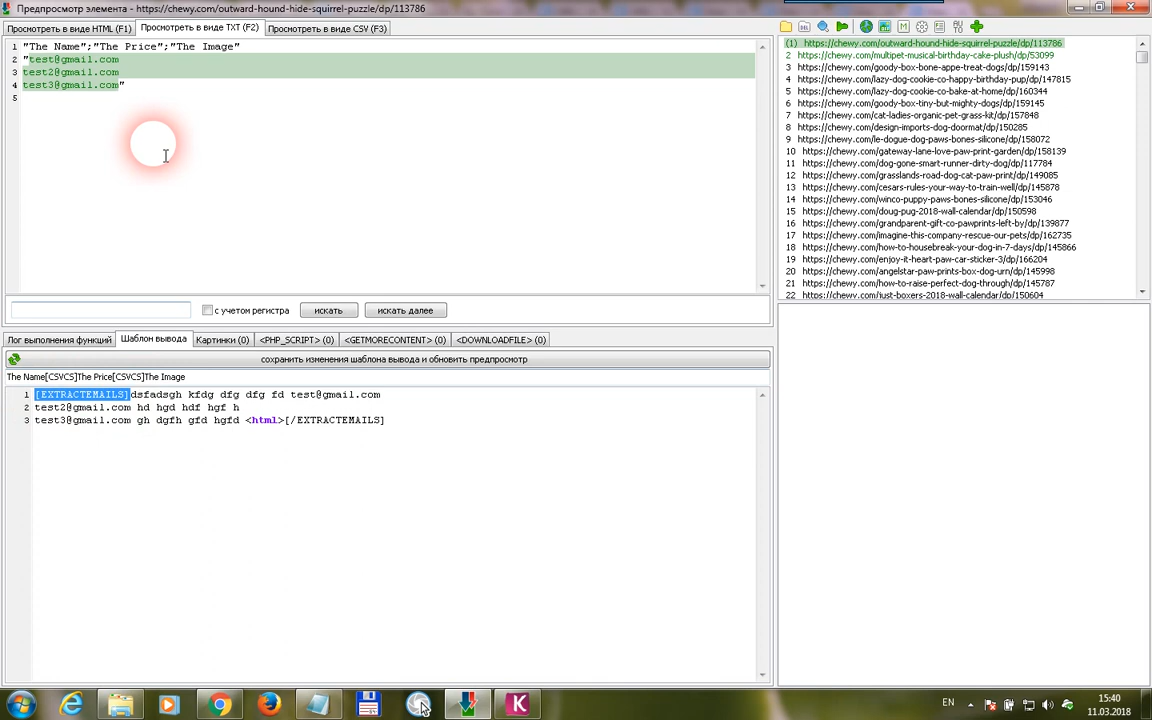 Предпросмотр элемента - https://chewy.com/outward-hound-hide-squirrel-puzzle/dp/113786
Просмотреть в виде HTML (F1)
Просмотреть в виде TXT (F2)
Просмотреть в виде CSV (F3)
1 "The Name";"The Price";"The Image"
2 "test@gmail.com
3 test2@gmail.com
4 test3@gmail.com"
5
с учетом регистра
искать
искать далее
Лог выполнения функций
Шаблон вывода
Картинки (0)
<PHP_SCRIPT> (0)
<GETMORECONTENT> (0)
<DOWNLOADFILE> (0)
сохранить изменения шаблона вывода и обновить предпросмотр
The Name[CSVCS]The Price[CSVCS]The Image
1 [EXTRACTEMAILS]dsfadsgh kfdg dfg dfg fd test@gmail.com
2 test2@gmail.com hd hgd hdf hgf h
3 test3@gmail.com gh dgfh gfd hgfd <html>[/EXTRACTEMAILS]
(1) https://chewy.com/outward-hound-hide-squirrel-puzzle/dp/113786
2 https://chewy.com/multipet-musical-birthday-cake-plush/dp/53099
3 https://chewy.com/goody-box-bone-appe-treat-dogs/dp/159143
4 https://chewy.com/lazy-dog-cookie-co-happy-birthday-pup/dp/147815
5 https://chewy.com/lazy-dog-cookie-co-bake-at-home/dp/160344
6 https://chewy.com/goody-box-tiny-but-mighty-dogs/dp/159145
7 https://chewy.com/cat-ladies-organic-pet-grass-kit/dp/157848
8 https://chewy.com/design-imports-dog-doormat/dp/150285
9 https://chewy.com/le-dogue-dog-paws-bones-silicone/dp/158072
10 https://chewy.com/gateway-lane-love-paw-print-garden/dp/158139
11 https://chewy.com/dog-gone-smart-runner-dirty-dog/dp/117784
12 https://chewy.com/grasslands-road-dog-cat-paw-print/dp/149085
13 https://chewy.com/cesars-rules-your-way-to-train-well/dp/145878
14 https://chewy.com/winco-puppy-paws-bones-silicone/dp/153046
15 https://chewy.com/doug-pug-2018-wall-calendar/dp/150598
16 https://chewy.com/grandparent-gift-co-pawprints-left-by/dp/139877
17 https://chewy.com/imagine-this-company-rescue-our-pets/dp/162735
18 https://chewy.com/how-to-housebreak-your-dog-in-7-days/dp/145866
19 https://chewy.com/enjoy-it-heart-paw-car-sticker-3/dp/166204
20 https://chewy.com/angelstar-paw-prints-box-dog-urn/dp/145998
21 https://chewy.com/how-to-raise-perfect-dog-through/dp/145787
22 https://chewy.com/just-boxers-2018-wall-calendar/dp/150604
EN
15:40
11.03.2018